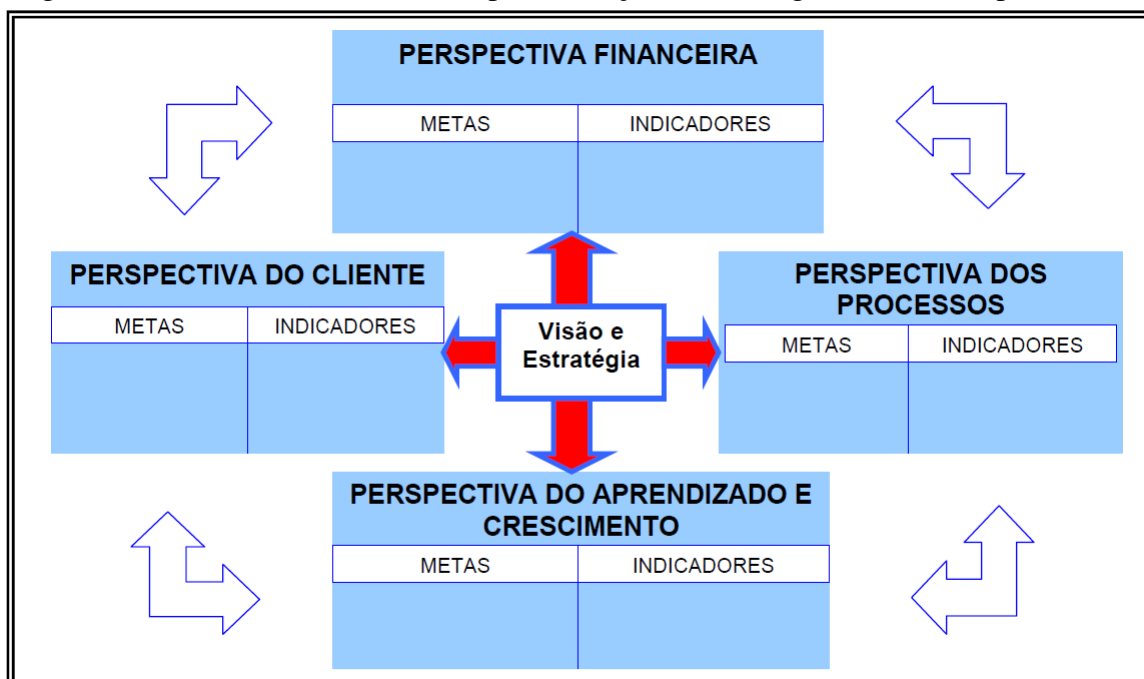 PERSPECTIVA FINANCEIRA
METAS INDICADORES
PERSPECTIVA DO CLIENTE
METAS INDICADORES
Visão e
Estratégia
PERSPECTIVA DOS
PROCESSOS
METAS INDICADORES
PERSPECTIVA DO APRENDIZADO E
CRESCIMENTO
METAS INDICADORES